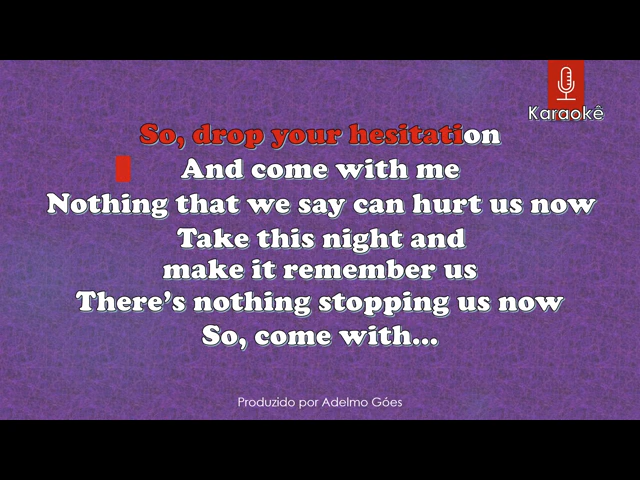 Karaokê
So, drop your hesitation
And come with me
Nothing that we say can hurt us now
Take this night and
make it remember us
There's nothing stopping us now
So, come with...
Produzido por Adelmo Góes